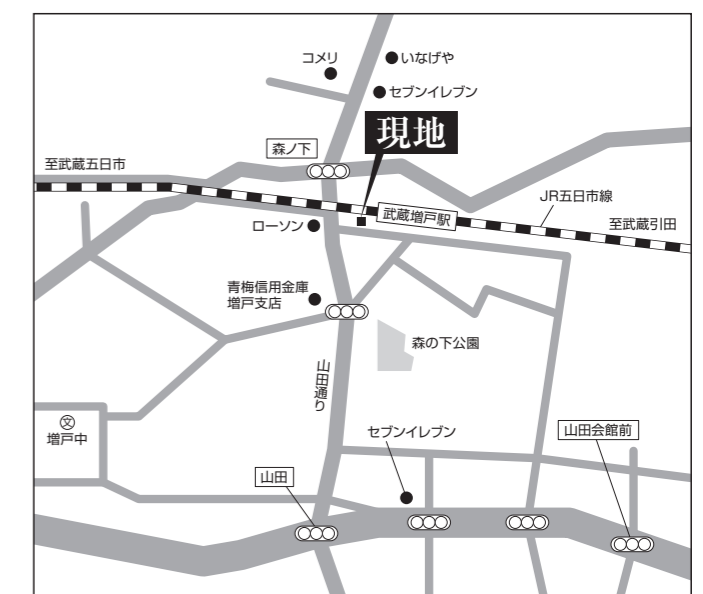 コメリ
いなげや
セブンイレブン
現地
森ノ下
至武蔵五日市
JR五日市線
武蔵増戸駅
至武蔵引田
ローソン
青梅信用金庫
増戸支店
森の下公園
山田通り
文
増戸中
セブンイレブン
山田会館前
山田